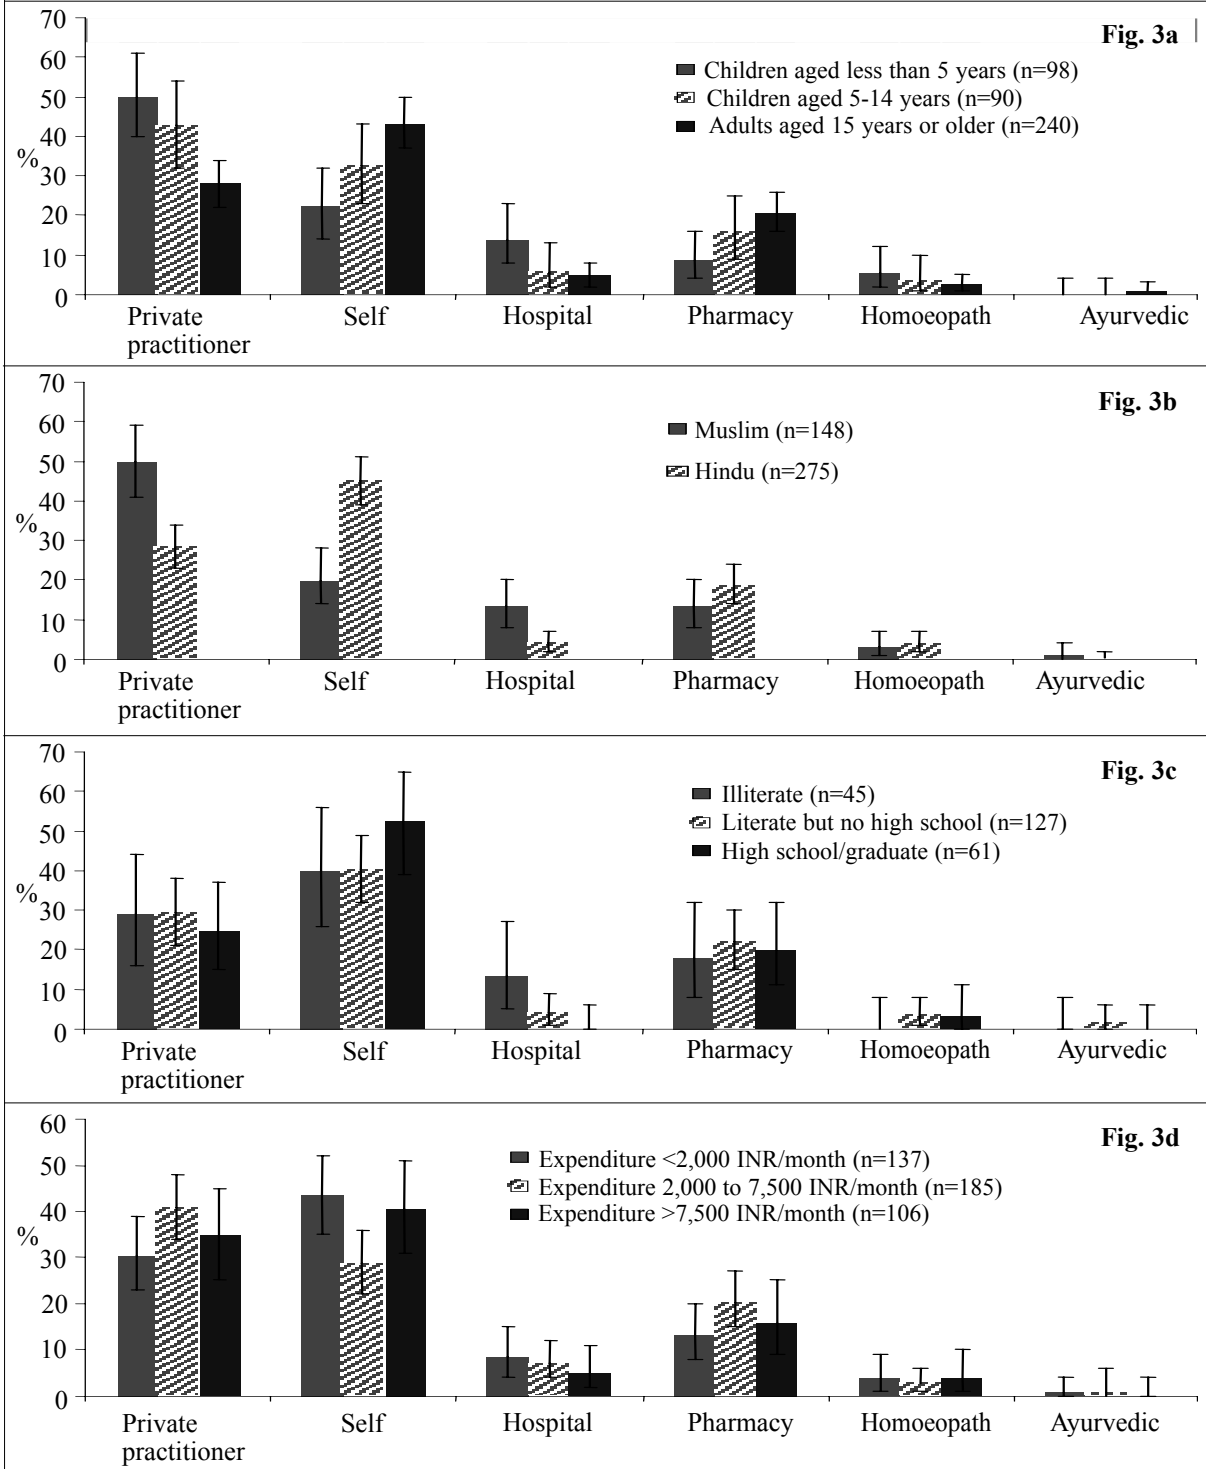 Fig. 3a
70
60
50
40
%
30
20
10
0
Children aged less than 5 years (n=98)
Children aged 5-14 years (n=90)
Adults aged 15 years or older (n=240)
Private
practitioner
Self
Hospital
Pharmacy
Homoeopath
Ayurvedic
Fig. 3b
70
60
50
40
%
30
20
10
0
Muslim (n=148)
Hindu (n=275)
Private
practitioner
Self
Hospital
Pharmacy
Homoeopath
Ayurvedic
Fig. 3c
70
60
50
40
%
30
20
10
0
Illiterate (n=45)
Literate but no high school (n=127)
High school/graduate (n=61)
Private
practitioner
Self
Hospital
Pharmacy
Homoeopath
Ayurvedic
Fig. 3d
60
50
40
%
30
20
10
0
Expenditure <2,000 INR/month (n=137)
Expenditure 2,000 to 7,500 INR/month (n=185)
Expenditure >7,500 INR/month (n=106)
Private
practitioner
Self
Hospital
Pharmacy
Homoeopath
Ayurvedic